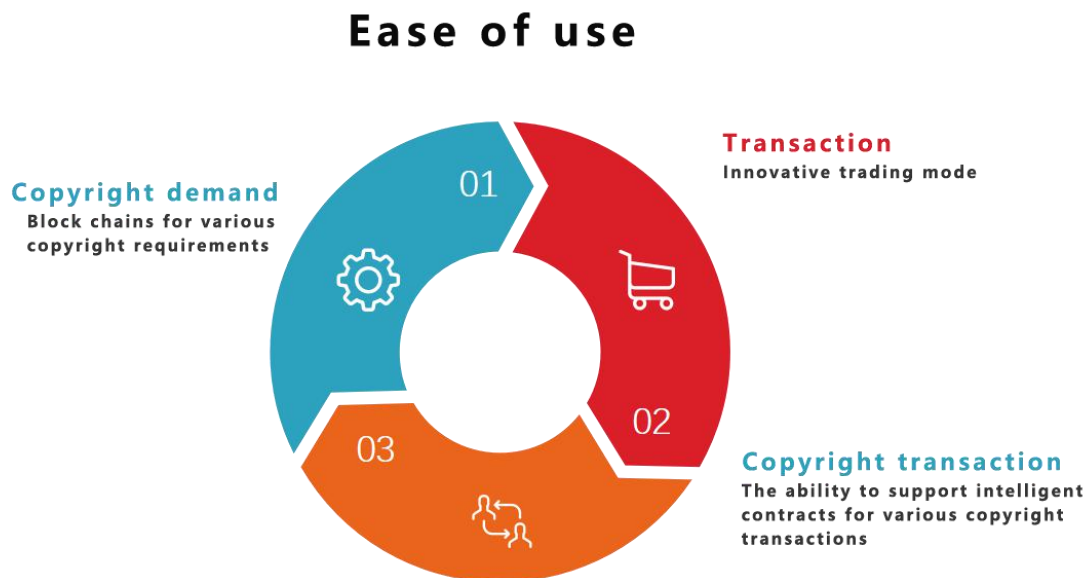 Ease of use
01
Copyright demand
Block chains for various
copyright requirements
Transaction
Innovative trading mode
02
03
Copyright transaction
The ability to support intelligent
contracts for various copyright
transactions